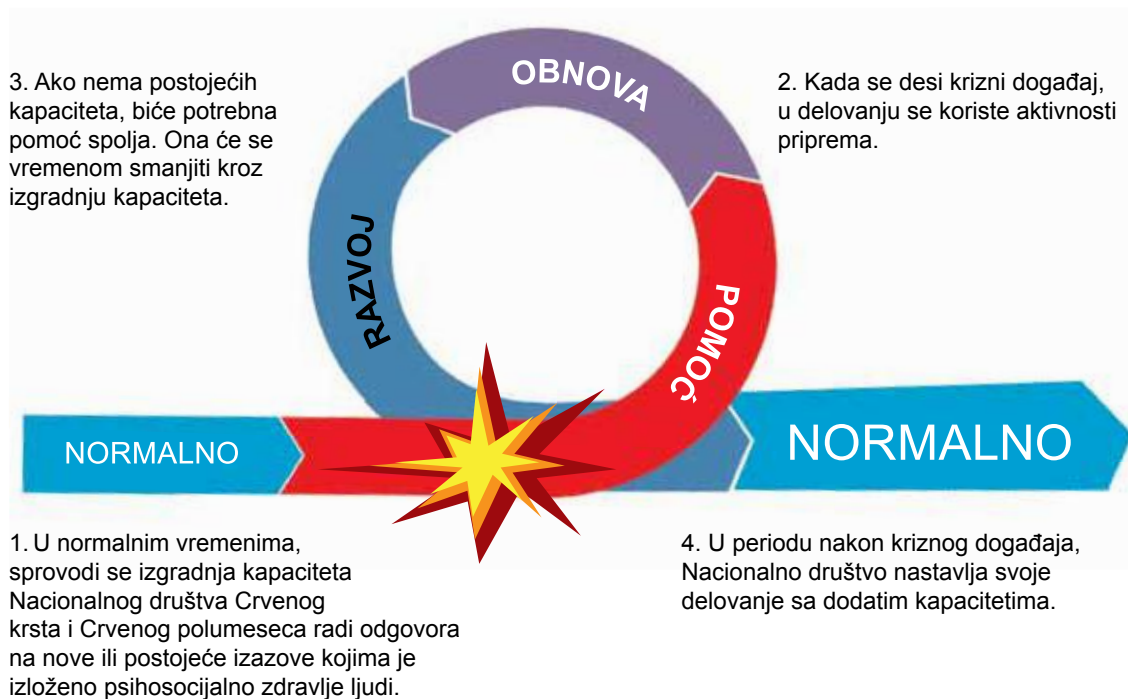 3. Ako nema postojećih
kapaciteta, biće potrebna
pomoć spolja. Ona će se
vremenom smanjiti kroz
izgradnju kapaciteta.
OBNOVA
2. Kada se desi krizni događaj,
u delovanju se koriste aktivnosti
priprema.
RAZVOJ
POMOĆ
NORMALNO
NORMALNO
1. U normalnim vremenima,
sprovodi se izgradnja kapaciteta
Nacionalnog društva Crvenog
krsta i Crvenog polumeseca radi odgovora
na nove ili postojeće izazove kojima je
izloženo psihosocijalno zdravlje ljudi.
4. U periodu nakon kriznog događaja,
Nacionalno društvo nastavlja svoje
delovanje sa dodatim kapacitetima.